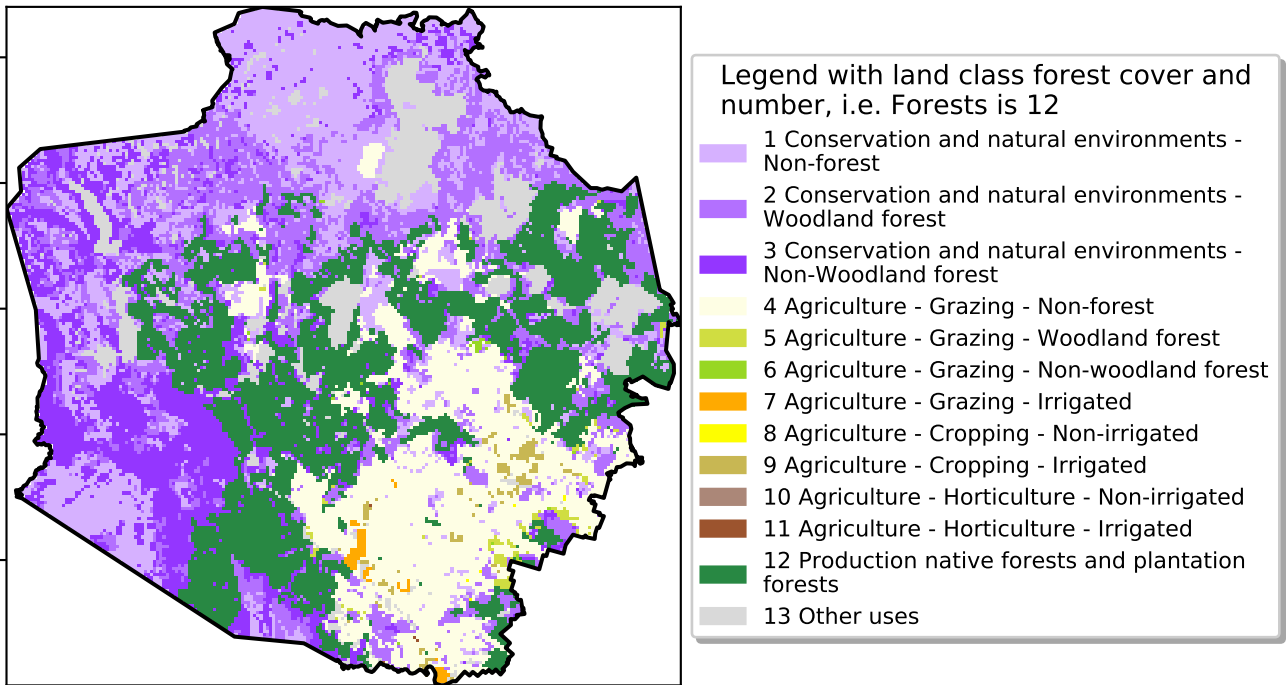 Legend with land class forest cover and
number, i.e. Forests is 12
1 Conservation and natural environments -
Non-forest
2 Conservation and natural environments -
Woodland forest
3 Conservation and natural environments -
Non-Woodland forest
4 Agriculture - Grazing - Non-forest
5 Agriculture - Grazing - Woodland forest
6 Agriculture - Grazing - Non-woodland forest
7 Agriculture - Grazing - Irrigated
8 Agriculture - Cropping - Non-irrigated
9 Agriculture - Cropping - Irrigated
10 Agriculture - Horticulture - Non-irrigated
11 Agriculture - Horticulture - Irrigated
12 Production native forests and plantation
forests
13 Other uses